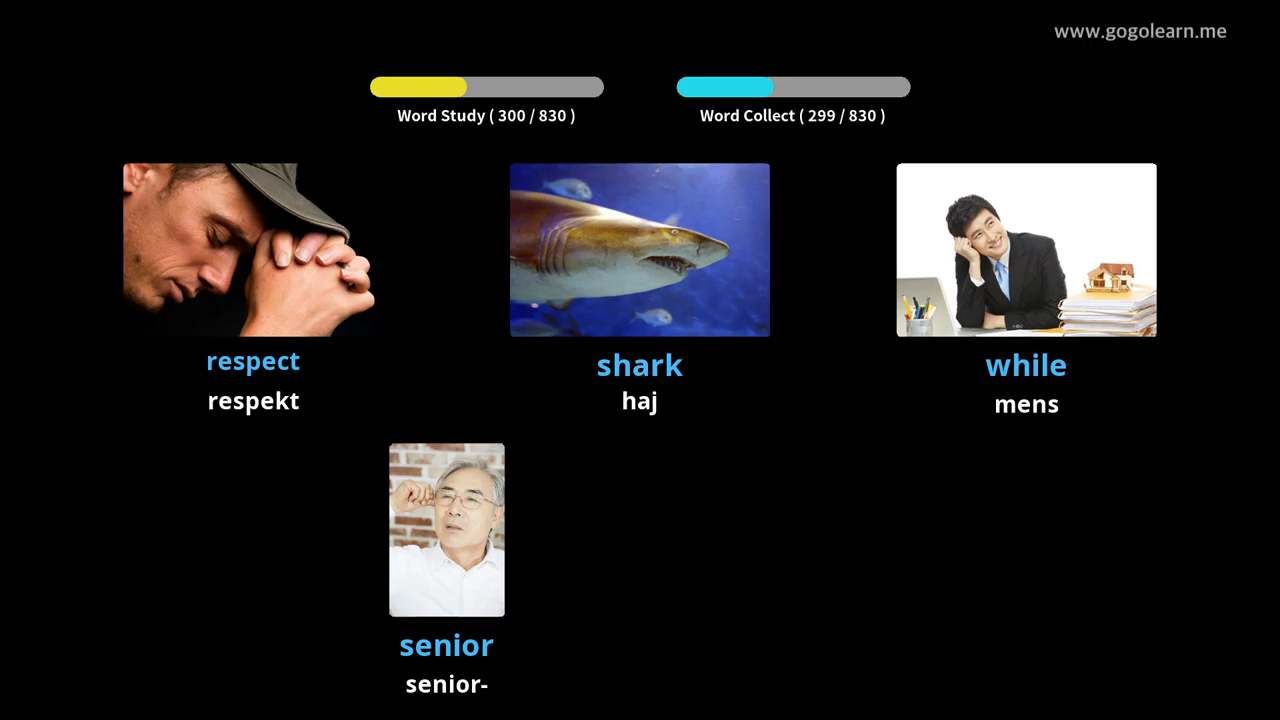 www.gogolearn.me
Word Study ( 300 / 830 )
Word Collect ( 299 / 830 )
respect
respekt
shark
haj
while
mens
senior
senior-